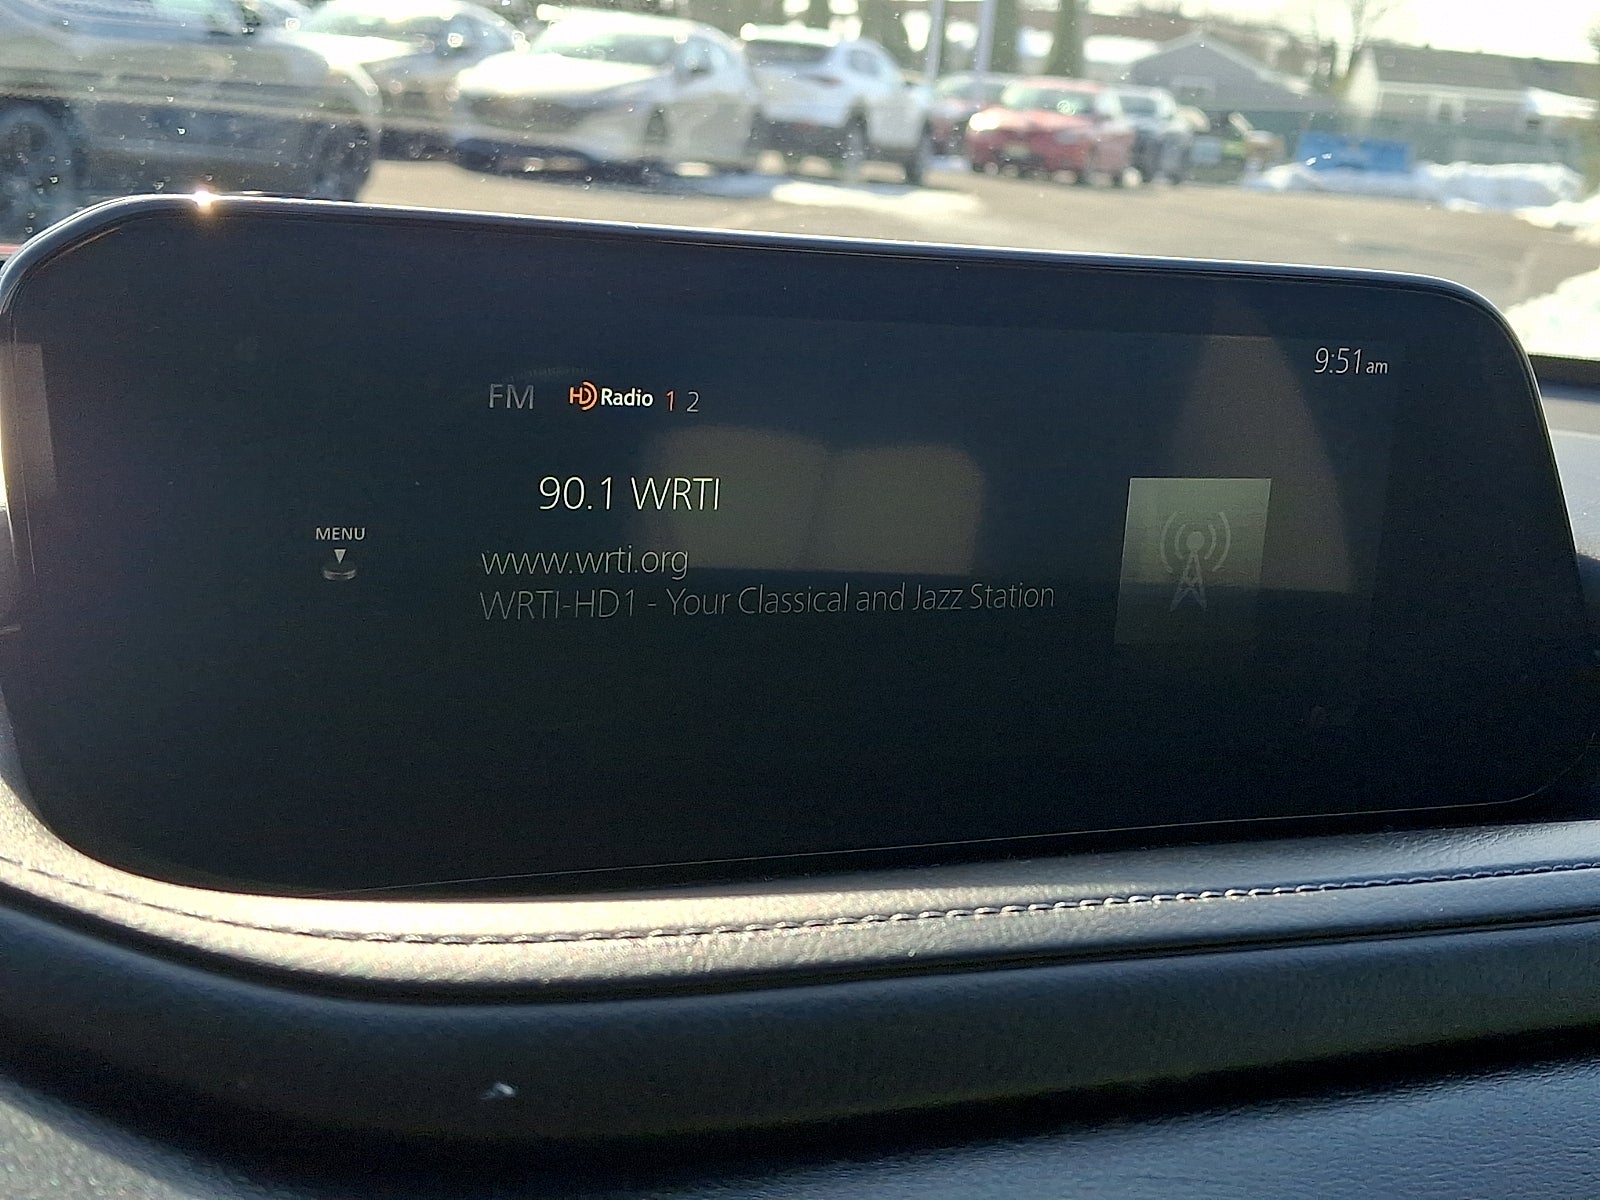 9:51 am
FM HD Radio 1 2
90.1 WRTI
MENU
www.wrti.org
WRTI-HD1 - Your Classical and Jazz Station